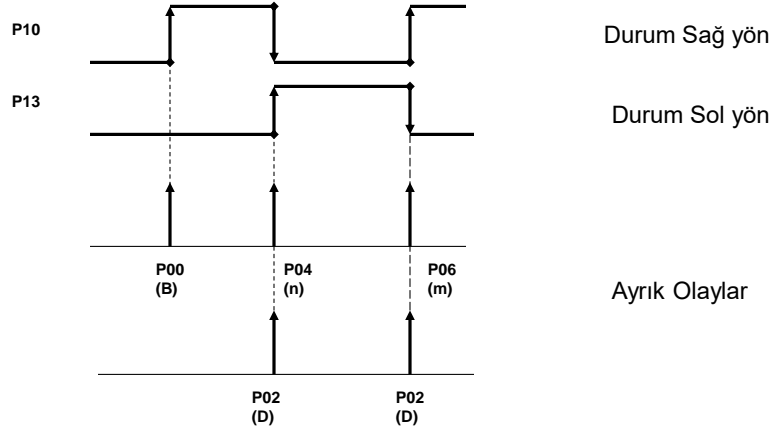 P10
Durum Sağ yön
P13
Durum Sol yön
P00 P04 P06
(B) (n) (m)
Ayrık Olaylar
P02 P02
(D) (D)